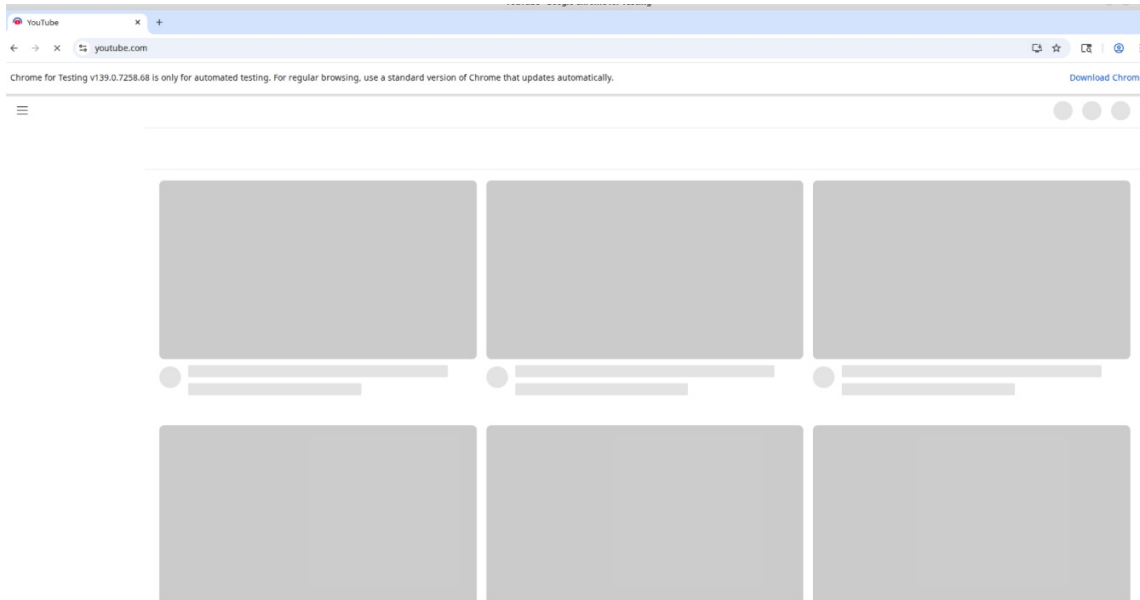 YouTube
youtube.com
Chrome for Testing v139.0.7258.68 is only for automated testing. For regular browsing, use a standard version of Chrome that updates automatically.
Download Chrom